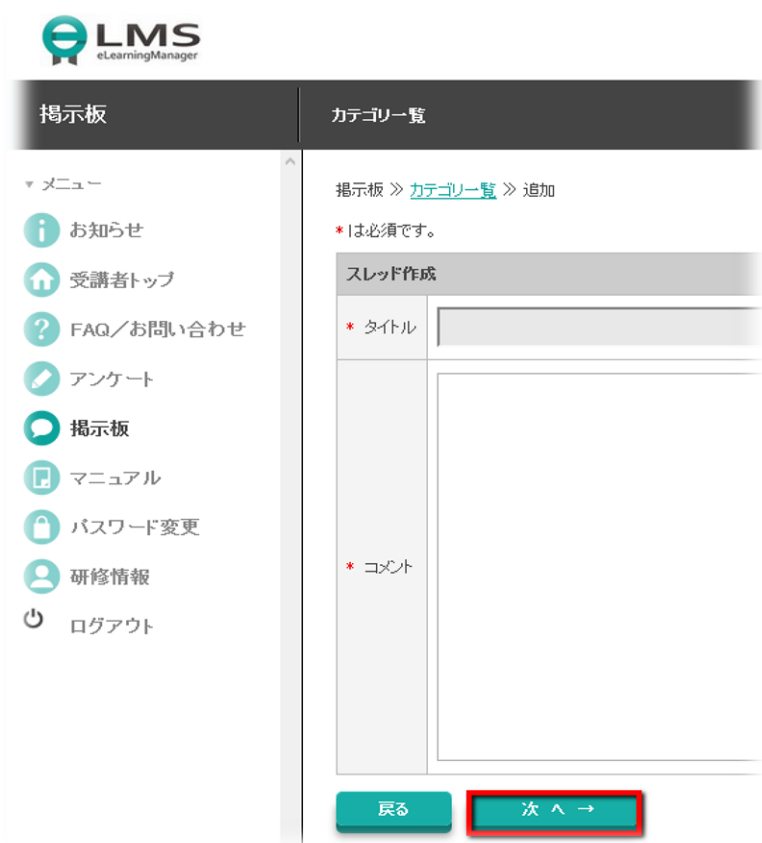 LMS
eLearningManager
掲示板
カテゴリ一覧
▼ メニュー
お知らせ
受講者トップ
FAQ／お問い合わせ
アンケート
掲示板
マニュアル
パスワード変更
研修情報
ログアウト
掲示板 ≫ カテゴリ一覧 ≫ 追加
* は必須です。
スレッド作成
* タイトル
* コメント
戻る
次 へ →